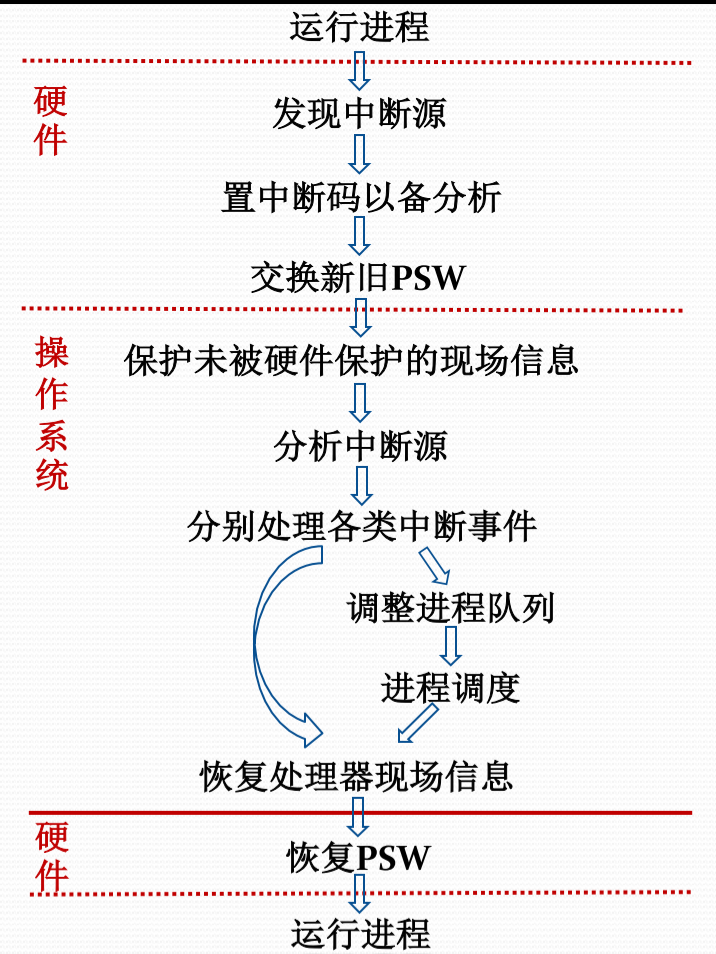 运行进程
硬件
发现中断源
置中断码以备分析
交换新旧PSW
操作系统
保护未被硬件保护的现场信息
分析中断源
分别处理各类中断事件
调整进程队列
进程调度
恢复处理器现场信息
硬件
恢复PSW
运行进程